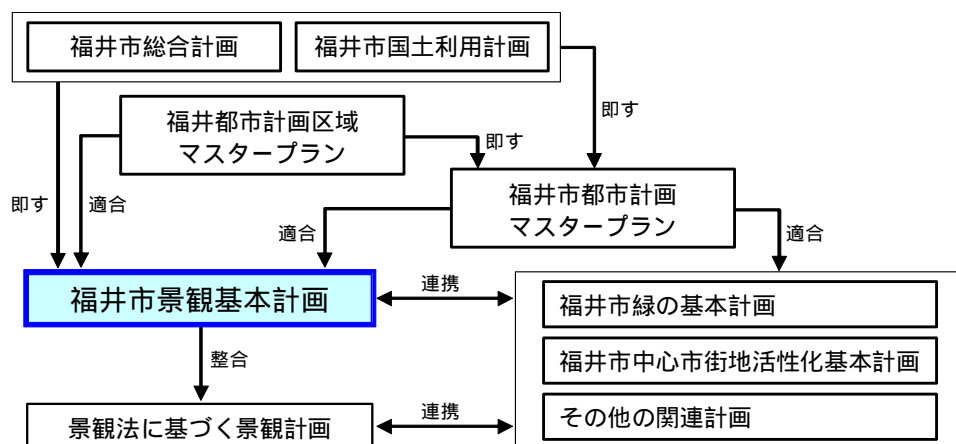 福井市総合計画
福井市国土利用計画
福井都市計画区域
マスタープラン
即す
即す
福井市都市計画
マスタープラン
即す
適合
適合
適合
福井市景観基本計画
連携
福井市緑の基本計画
整合
福井市中心市街地活性化基本計画
景観法に基づく景観計画
連携
その他の関連計画